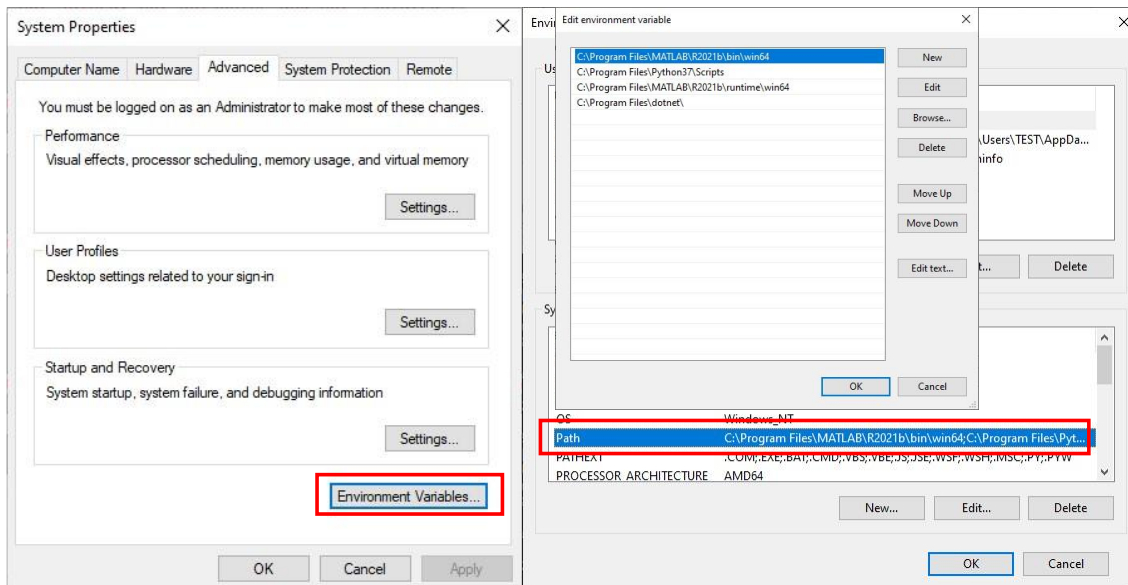 System Properties
Computer Name Hardware Advanced System Protection Remote
You must be logged on as an Administrator to make most of these changes.
Performance
Visual effects, processor scheduling, memory usage, and virtual memory
Settings...
User Profiles
Desktop settings related to your sign-in
Settings...
Startup and Recovery
System startup, system failure, and debugging information
Settings...
Environment Variables...
OK Cancel Apply
Edit environment variable
C:\Program Files\MATLAB\R2021b\bin\win64
C:\Program Files\Python37\Scripts
C:\Program Files\MATLAB\R2021b\runtime\win64
C:\Program Files\dotnet\
New
Edit
Browse...
Delete
Move Up
Move Down
Edit text...
OK Cancel
\Users\TEST\AppDa...
Delete
OS Windows_NT
Path C:\Program Files\MATLAB\R2021b\bin\win64;C:\Program Files\Pyt...
PATHEXT .COM;.EXE;.BAT;.CMD;.VBS;.VBE;.JS;.JSE;.WSF;.WSH;.MSC;.PY;.PYW
PROCESSOR_ARCHITECTURE AMD64
New... Edit... Delete
OK Cancel